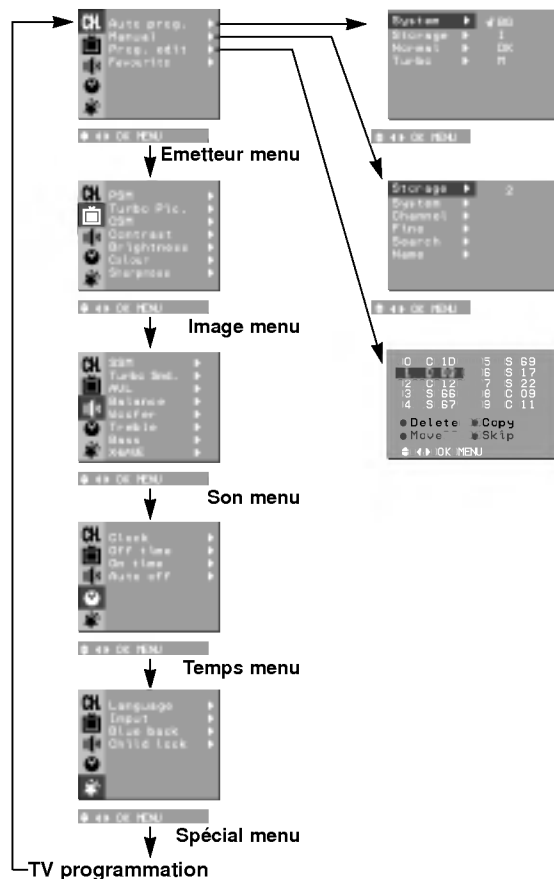 CH.
Auto prog.
Manual
Prog. edit
Favourite
OK MENU
Emetteur menu
System BG
Storage 1
Normal OK
Turbo M
OK MENU
CH.
PSM
Turbo Pic.
CSM
Contrast
Brightness
Colour
Sharpness
OK MENU
Image menu
Storage 2
System
Channel
Fine
Search
Name
OK MENU
CH.
SSM
Turbo Snd.
AVL
Balance
Woofer
Treble
Bass
X-WAVE
OK MENU
Son menu
0 C 10 5 S 69
1 C 6 S 17
2 C 12 7 S 22
3 S 66 8 C 09
4 S 67 9 C 11
Delete Copy
Move Skip
OK MENU
CH.
Clock
Off time
On time
Auto off
OK MENU
Temps menu
CH.
Language
Input
Blue back
Child lock
OK MENU
Spécial menu
TV programmation